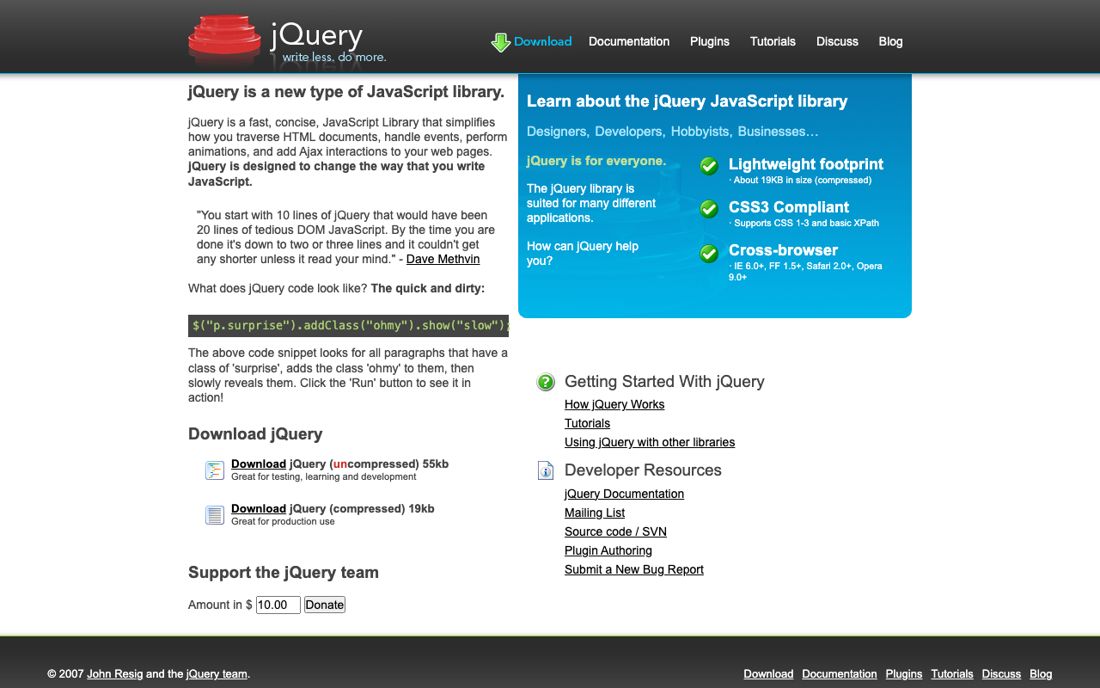 jQuery
write less, do more.
Download Documentation Plugins Tutorials Discuss Blog
jQuery is a new type of JavaScript library.
jQuery is a fast, concise, JavaScript Library that simplifies
how you traverse HTML documents, handle events, perform
animations, and add Ajax interactions to your web pages.
jQuery is designed to change the way that you write
JavaScript.
"You start with 10 lines of jQuery that would have been
20 lines of tedious DOM JavaScript. By the time you are
done it's down to two or three lines and it couldn't get
any shorter unless it read your mind." - Dave Methvin
What does jQuery code look like? The quick and dirty:
$("p.surprise").addClass("ohmy").show("slow");
The above code snippet looks for all paragraphs that have a
class of 'surprise', adds the class 'ohmy' to them, then
slowly reveals them. Click the 'Run' button to see it in
action!
Download jQuery
Download jQuery (uncompressed) 55kb
Great for testing, learning and development
Download jQuery (compressed) 19kb
Great for production use
Support the jQuery team
Amount in $ 10.00 Donate
Learn about the jQuery JavaScript library
Designers, Developers, Hobbyists, Businesses...
jQuery is for everyone.
The jQuery library is
suited for many different
applications.
How can jQuery help
you?
Lightweight footprint
· About 19KB in size (compressed)
CSS3 Compliant
· Supports CSS 1-3 and basic XPath
Cross-browser
· IE 6.0+, FF 1.5+, Safari 2.0+, Opera
9.0+
Getting Started With jQuery
How jQuery Works
Tutorials
Using jQuery with other libraries
Developer Resources
jQuery Documentation
Mailing List
Source code / SVN
Plugin Authoring
Submit a New Bug Report
© 2007 John Resig and the jQuery team.
Download Documentation Plugins Tutorials Discuss Blog